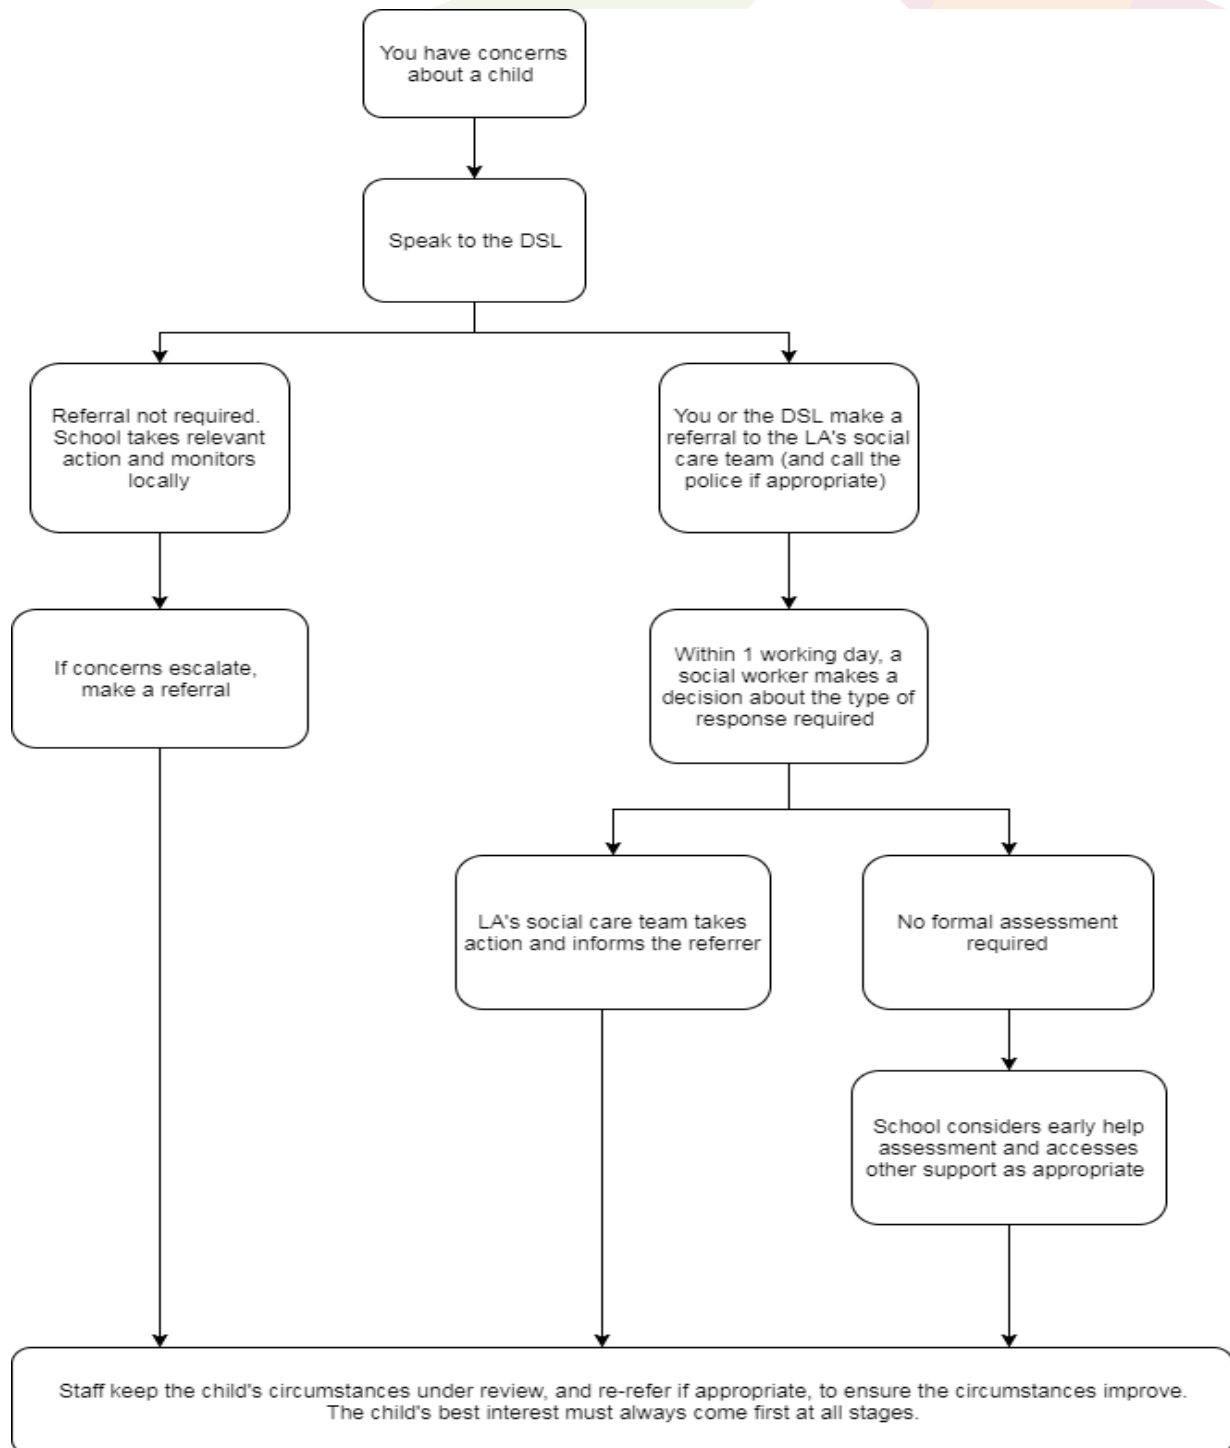 You have concerns
about a child
Speak to the DSL
Referral not required.
School takes relevant
action and monitors
locally
You or the DSL make a
referral to the LA's social
care team (and call the
police if appropriate)
If concerns escalate,
make a referral
Within 1 working day, a
social worker makes a
decision about the type of
response required
LA's social care team takes
action and informs the referrer
No formal assessment
required
School considers early help
assessment and accesses
other support as appropriate
Staff keep the child's circumstances under review, and re-refer if appropriate, to ensure the circumstances improve.
The child's best interest must always come first at all stages.